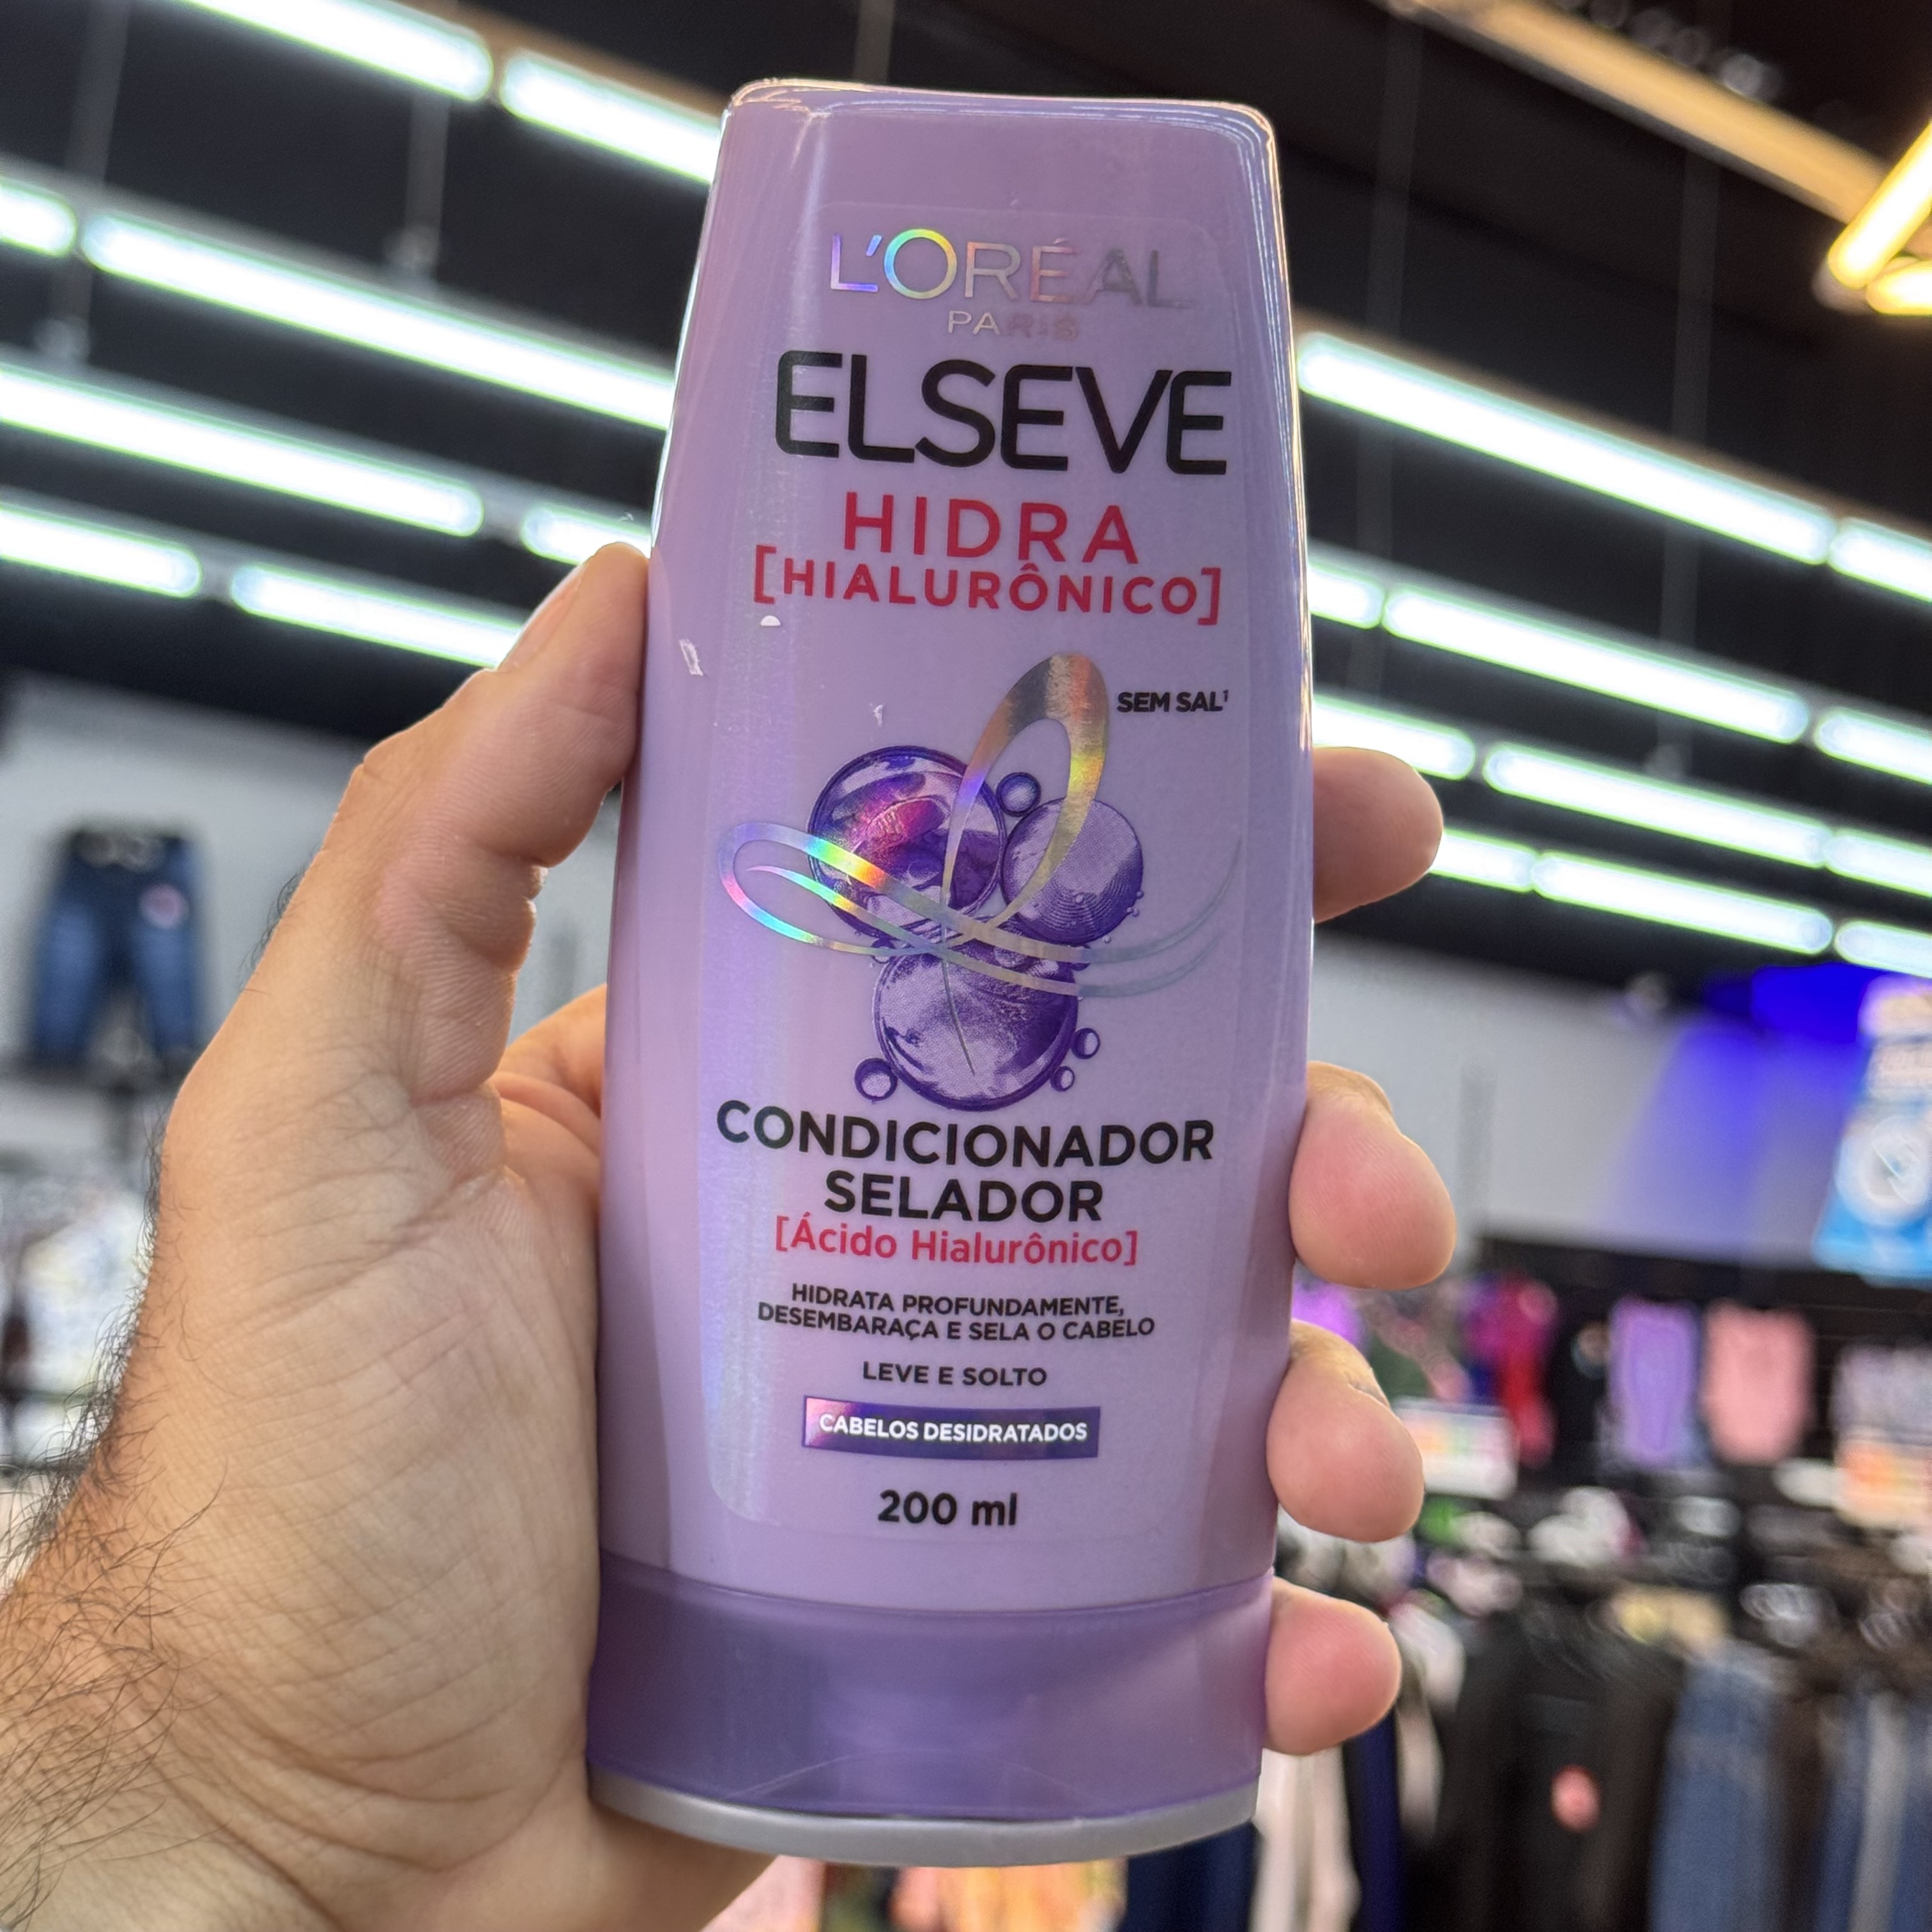 L'ORÉAL
PARIS
ELSEVE
HIDRA
[HIALURÔNICO]
SEM SAL¹
CONDICIONADOR
SELADOR
[Ácido Hialurônico]
HIDRATA PROFUNDAMENTE,
DESEMBARAÇA E SELA O CABELO
LEVE E SOLTO
CABELOS DESIDRATADOS
200 ml